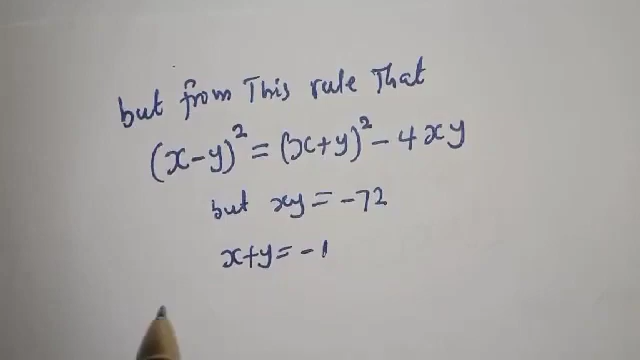 but from This rule That
(x-y)² = (x+y)² - 4xy
but xy = -72
x+y = -1